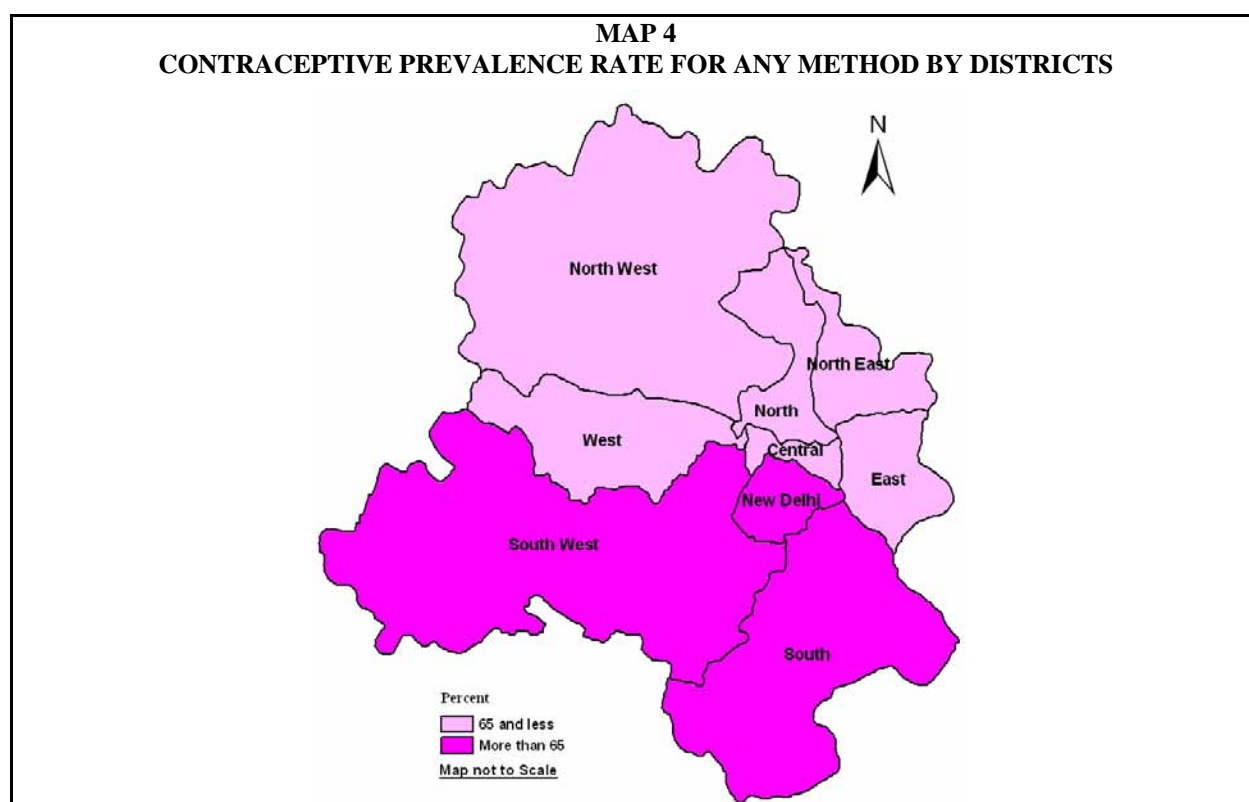 MAP 4
CONTRACEPTIVE PREVALENCE RATE FOR ANY METHOD BY DISTRICTS
N
North West
North East
North
West
Central
East
New Delhi
South West
South
Percent
65 and less
More than 65
Map not to Scale